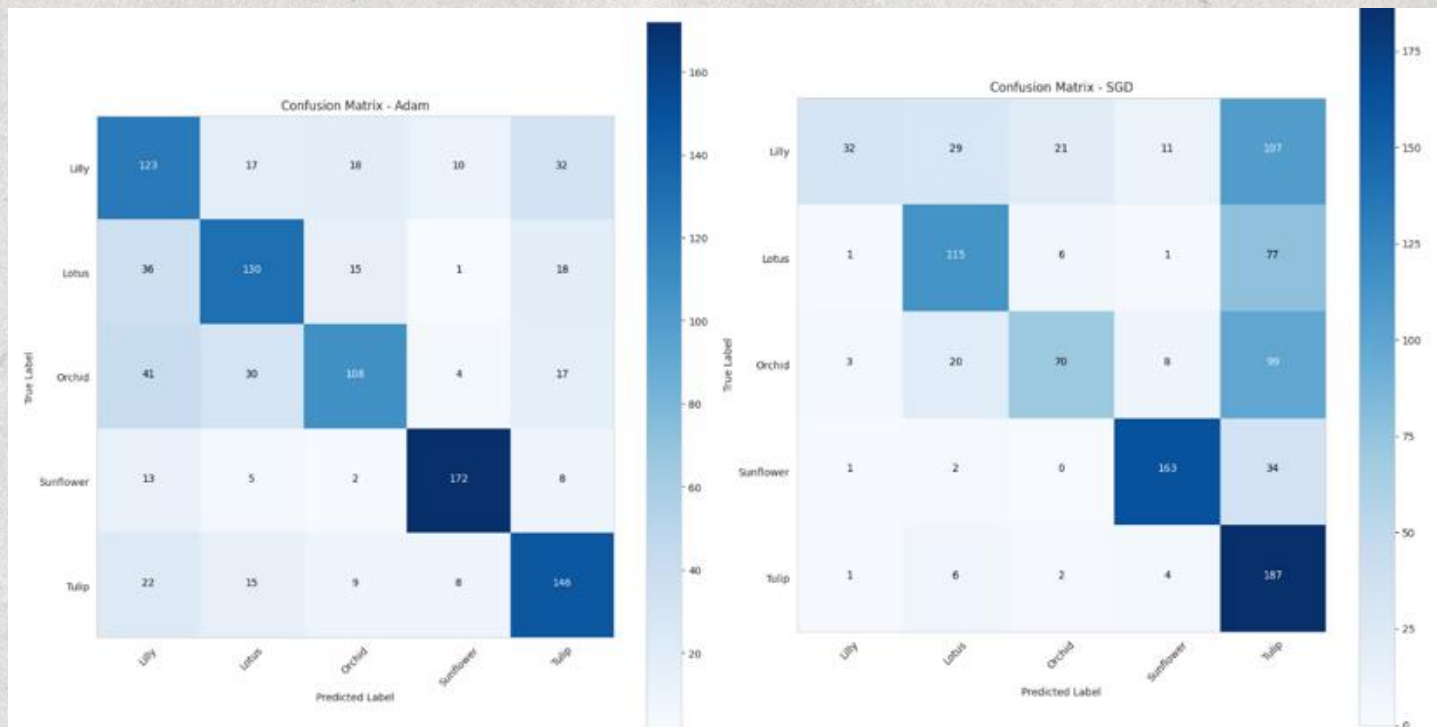 Confusion Matrix - Adam
Lilly 123 17 18 10 32
Lotus 36 130 15 1 18
Orchid 41 30 108 4 17
Sunflower 13 5 2 172 8
Tulip 22 15 9 8 146
Lilly Lotus Orchid Sunflower Tulip
Predicted Label
True Label
160
140
120
100
80
60
40
20
Confusion Matrix - SGD
Lilly 32 29 21 11 107
Lotus 1 115 6 1 77
Orchid 3 20 70 8 99
Sunflower 1 2 0 163 34
Tulip 1 6 2 4 187
Lilly Lotus Orchid Sunflower Tulip
Predicted Label
True Label
175
150
125
100
75
50
25
0